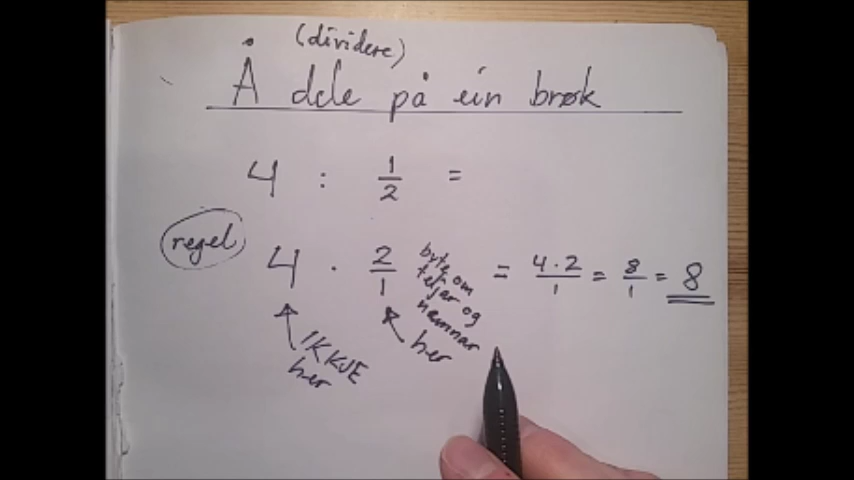 (dividere)
Å dele på ein brøk
4 : 1/2 =
regel
4 · 2/1 = 4·2/1 = 8/1 = 8
byte om
teljar og
nemnar
IKKJE
her
her